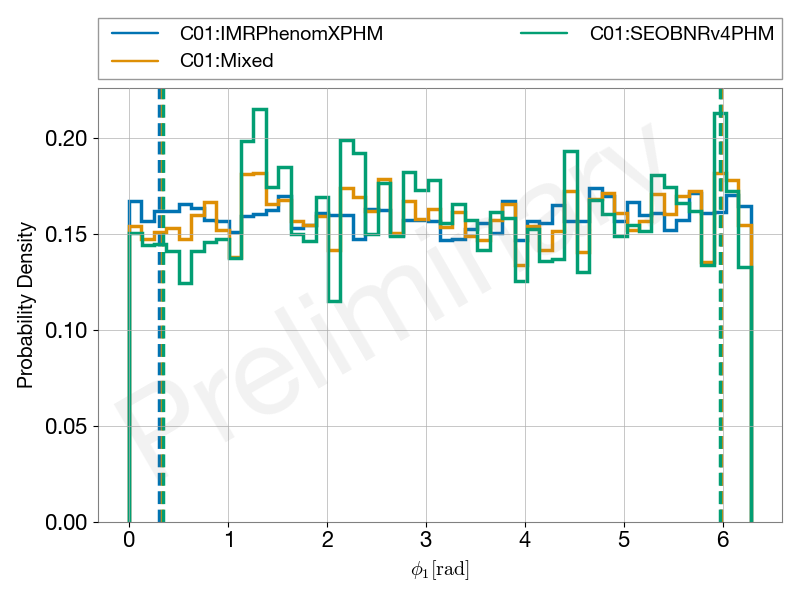 C01:IMRPhenomXPHM
C01:Mixed
C01:SEOBNRv4PHM
Probability Density
0.20
0.15
0.10
0.05
0.00
Preliminary
0 1 2 3 4 5 6
ϕ₁[rad]